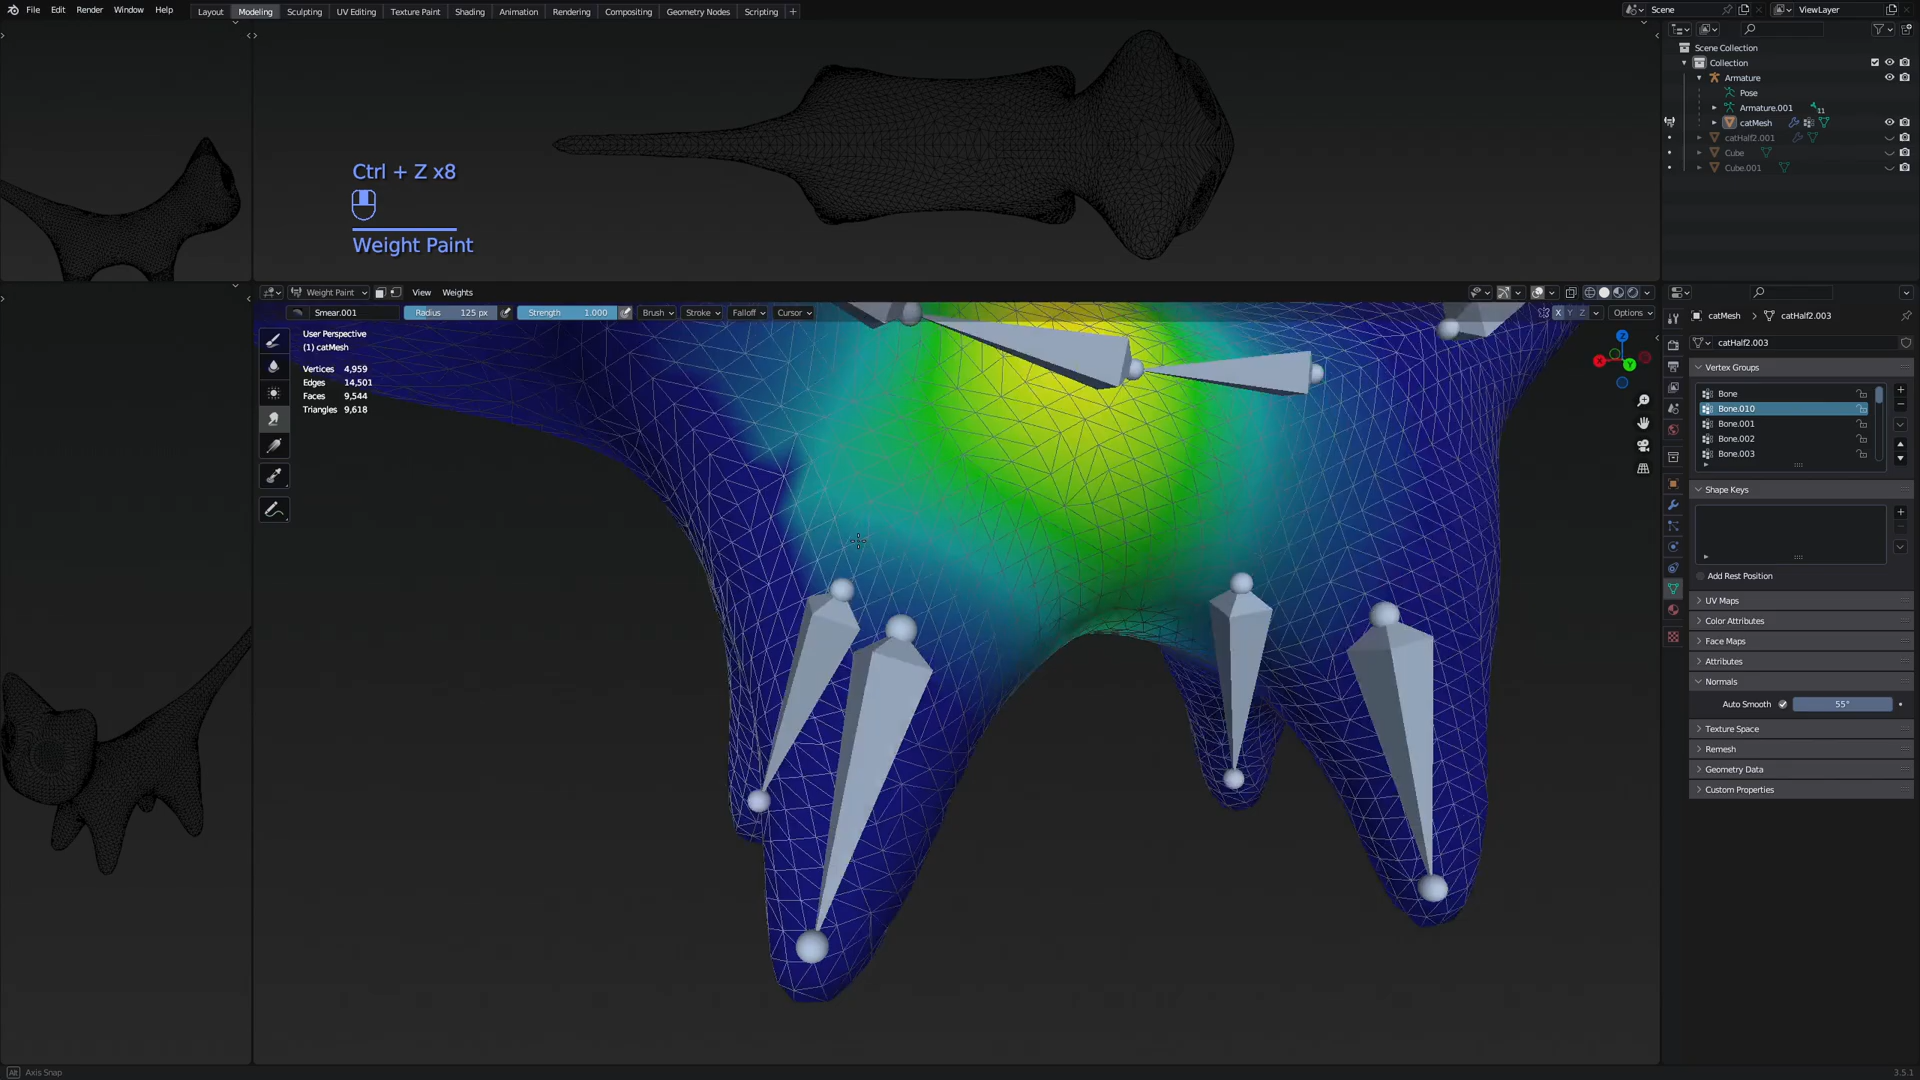 File Edit Render Window Help Layout Modeling Sculpting UV Editing Texture Paint Shading Animation Rendering Compositing Geometry Nodes Scripting + Scene ViewLayer
Scene Collection
Collection
Armature
Pose
Armature.001 11
catMesh
catHalf2.001
Cube
Cube.001
Ctrl + Z x8
Weight Paint
Weight Paint View Weights
Smear.001 Radius 125 px Strength 1.000 Brush Stroke Falloff Cursor X Y Z Options
User Perspective
(1) catMesh
Vertices 4,959
Edges 14,501
Faces 9,544
Triangles 9,618
Z
X
Y
catMesh > catHalf2.003
catHalf2.003
Vertex Groups
Bone
Bone.010
Bone.001
Bone.002
Bone.003
Shape Keys
Add Rest Position
UV Maps
Color Attributes
Face Maps
Attributes
Normals
Auto Smooth 55°
Texture Space
Remesh
Geometry Data
Custom Properties
Alt Axis Snap 3.5.1